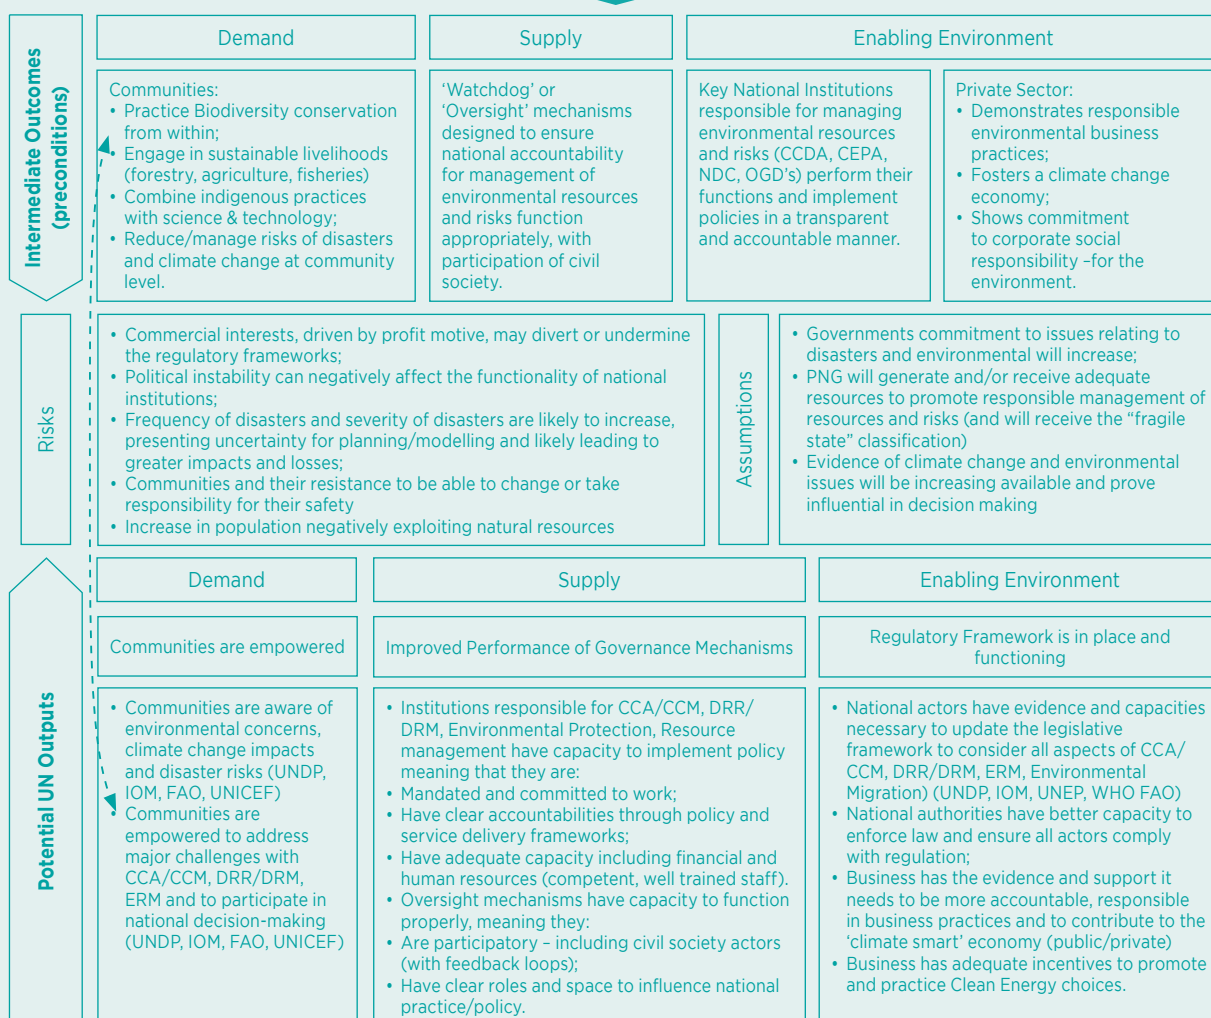 Intermediate Outcomes
(preconditions)
Demand
Supply
Enabling Environment
Communities:
• Practice Biodiversity conservation
from within;
• Engage in sustainable livelihoods
(forestry, agriculture, fisheries)
• Combine indigenous practices
with science & technology;
• Reduce/manage risks of disasters
and climate change at community
level.
‘Watchdog’ or
‘Oversight’ mechanisms
designed to ensure
national accountability
for management of
environmental resources
and risks function
appropriately, with
participation of civil
society.
Key National Institutions
responsible for managing
environmental resources
and risks (CCDA, CEPA,
NDC, OGD’s) perform their
functions and implement
policies in a transparent
and accountable manner.
Private Sector:
• Demonstrates responsible
environmental business
practices;
• Fosters a climate change
economy;
• Shows commitment
to corporate social
responsibility –for the
environment.
Risks
• Commercial interests, driven by profit motive, may divert or undermine
the regulatory frameworks;
• Political instability can negatively affect the functionality of national
institutions;
• Frequency of disasters and severity of disasters are likely to increase,
presenting uncertainty for planning/modelling and likely leading to
greater impacts and losses;
• Communities and their resistance to be able to change or take
responsibility for their safety
• Increase in population negatively exploiting natural resources
Assumptions
• Governments commitment to issues relating to
disasters and environmental will increase;
• PNG will generate and/or receive adequate
resources to promote responsible management of
resources and risks (and will receive the “fragile
state” classification)
• Evidence of climate change and environmental
issues will be increasing available and prove
influential in decision making
Potential UN Outputs
Demand
Supply
Enabling Environment
Communities are empowered
Improved Performance of Governance Mechanisms
Regulatory Framework is in place and
functioning
• Communities are aware of
environmental concerns,
climate change impacts
and disaster risks (UNDP,
IOM, FAO, UNICEF)
• Communities are
empowered to address
major challenges with
CCA/CCM, DRR/DRM,
ERM and to participate in
national decision-making
(UNDP, IOM, FAO, UNICEF)
• Institutions responsible for CCA/CCM, DRR/
DRM, Environmental Protection, Resource
management have capacity to implement policy
meaning that they are:
• Mandated and committed to work;
• Have clear accountabilities through policy and
service delivery frameworks;
• Have adequate capacity including financial and
human resources (competent, well trained staff).
• Oversight mechanisms have capacity to function
properly, meaning they:
• Are participatory – including civil society actors
(with feedback loops);
• Have clear roles and space to influence national
practice/policy.
• National actors have evidence and capacities
necessary to update the legislative
framework to consider all aspects of CCA/
CCM, DRR/DRM, ERM, Environmental
Migration) (UNDP, IOM, UNEP, WHO FAO)
• National authorities have better capacity to
enforce law and ensure all actors comply
with regulation;
• Business has the evidence and support it
needs to be more accountable, responsible
in business practices and to contribute to the
‘climate smart’ economy (public/private)
• Business has adequate incentives to promote
and practice Clean Energy choices.